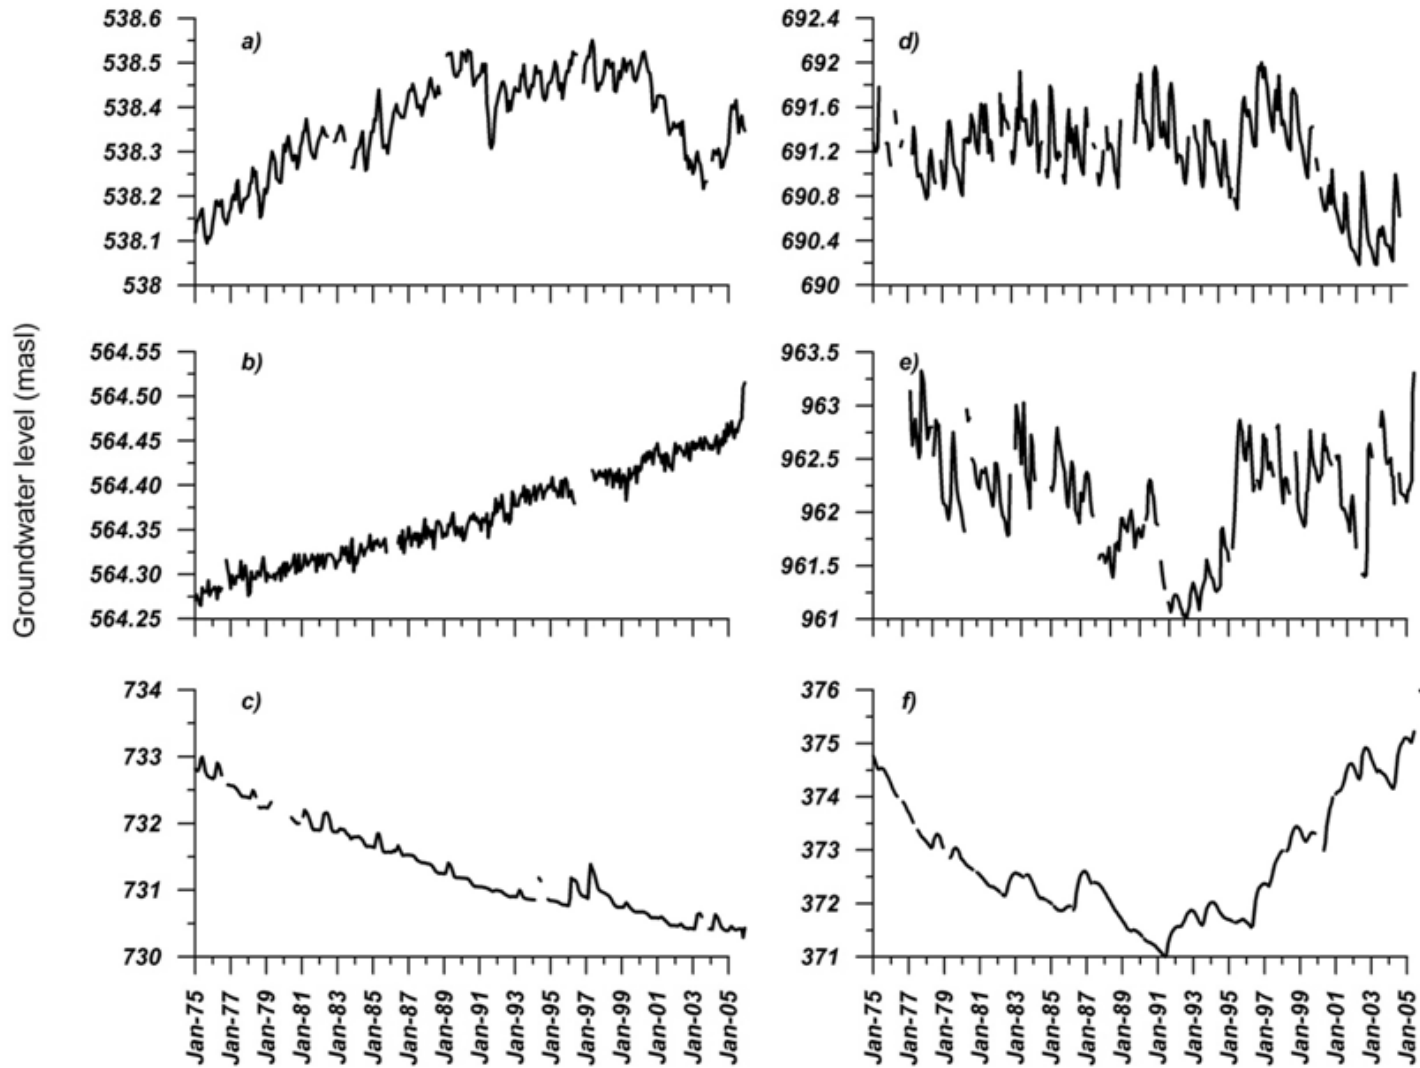 Groundwater level (masl)
a)
538.6
538.5
538.4
538.3
538.2
538.1
538
b)
564.55
564.50
564.45
564.40
564.35
564.30
564.25
c)
734
733
732
731
730
Jan-75
Jan-77
Jan-79
Jan-81
Jan-83
Jan-85
Jan-87
Jan-89
Jan-91
Jan-93
Jan-95
Jan-97
Jan-99
Jan-01
Jan-03
Jan-05
d)
692.4
692
691.6
691.2
690.8
690.4
690
e)
963.5
963
962.5
962
961.5
961
f)
376
375
374
373
372
371
Jan-75
Jan-77
Jan-79
Jan-81
Jan-83
Jan-85
Jan-87
Jan-89
Jan-91
Jan-93
Jan-95
Jan-97
Jan-99
Jan-01
Jan-03
Jan-05